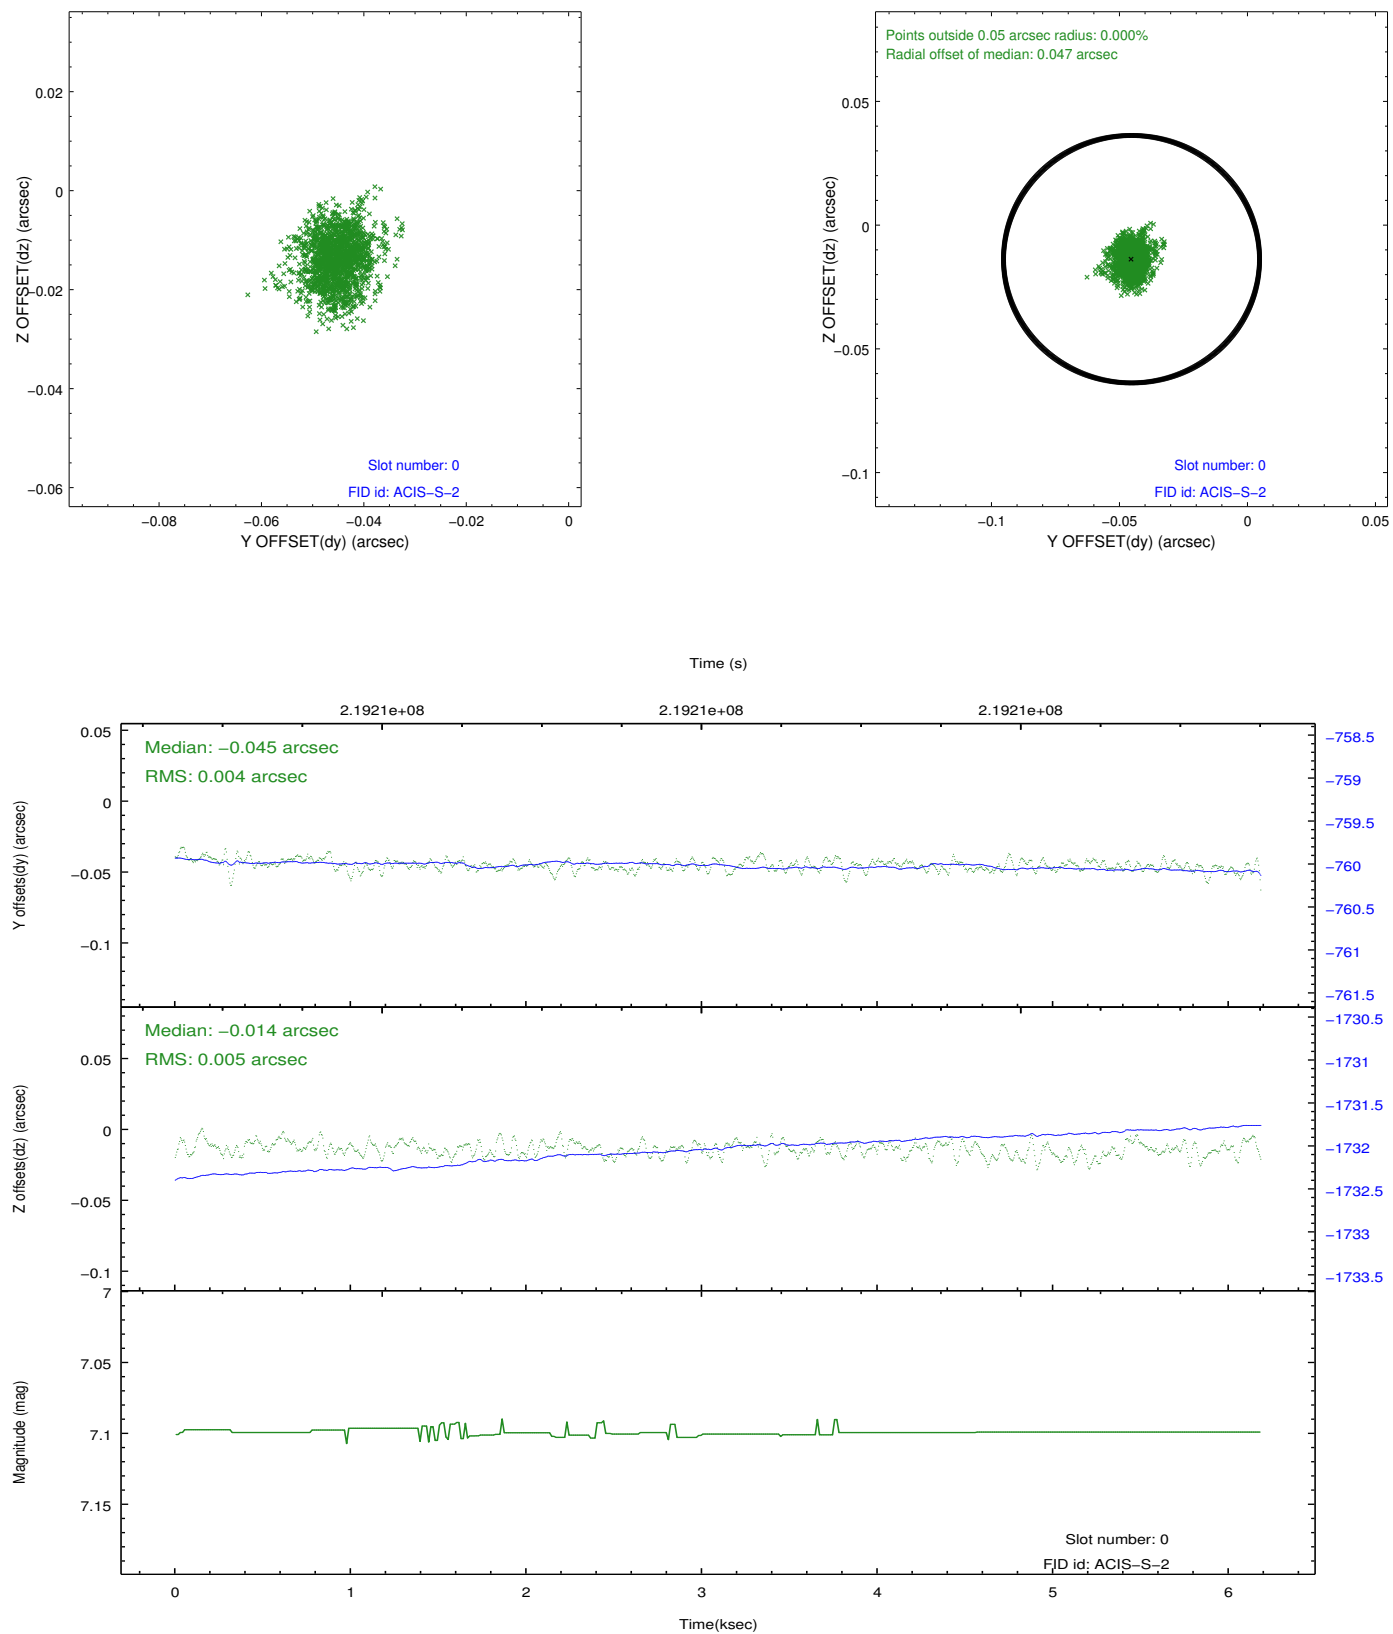 0.02
0
−0.02
−0.04
−0.06
Z OFFSET(dz) (arcsec)
Slot number: 0
FID id: ACIS−S−2
−0.08
−0.06
−0.04
−0.02
0
Y OFFSET(dy) (arcsec)
Points outside 0.05 arcsec radius: 0.000%
Radial offset of median: 0.047 arcsec
0.05
0
−0.05
−0.1
Z OFFSET(dz) (arcsec)
Slot number: 0
FID id: ACIS−S−2
−0.1
−0.05
0
0.05
Y OFFSET(dy) (arcsec)
Time (s)
2.1921e+08
2.1921e+08
2.1921e+08
Median: −0.045 arcsec
RMS: 0.004 arcsec
0.05
0
−0.05
−0.1
Y offsets(dy) (arcsec)
−758.5
−759
−759.5
−760
−760.5
−761
−761.5
Median: −0.014 arcsec
RMS: 0.005 arcsec
0.05
0
−0.05
−0.1
Z offsets(dz) (arcsec)
−1730.5
−1731
−1731.5
−1732
−1732.5
−1733
−1733.5
7
7.05
7.1
7.15
Magnitude (mag)
Slot number: 0
FID id: ACIS−S−2
0
1
2
3
4
5
6
Time(ksec)